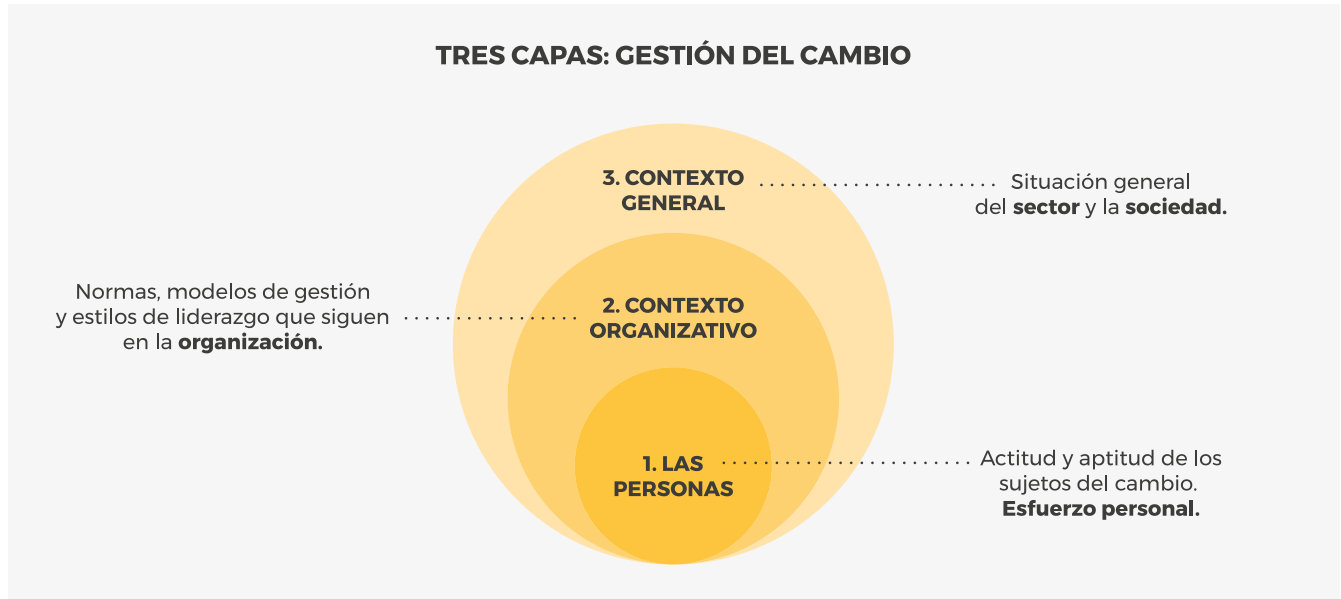 TRES CAPAS: GESTIÓN DEL CAMBIO
3. CONTEXTO
GENERAL
Situación general
del sector y la sociedad.
Normas, modelos de gestión
y estilos de liderazgo que siguen
en la organización.
2. CONTEXTO
ORGANIZATIVO
1. LAS
PERSONAS
Actitud y aptitud de los
sujetos del cambio.
Esfuerzo personal.